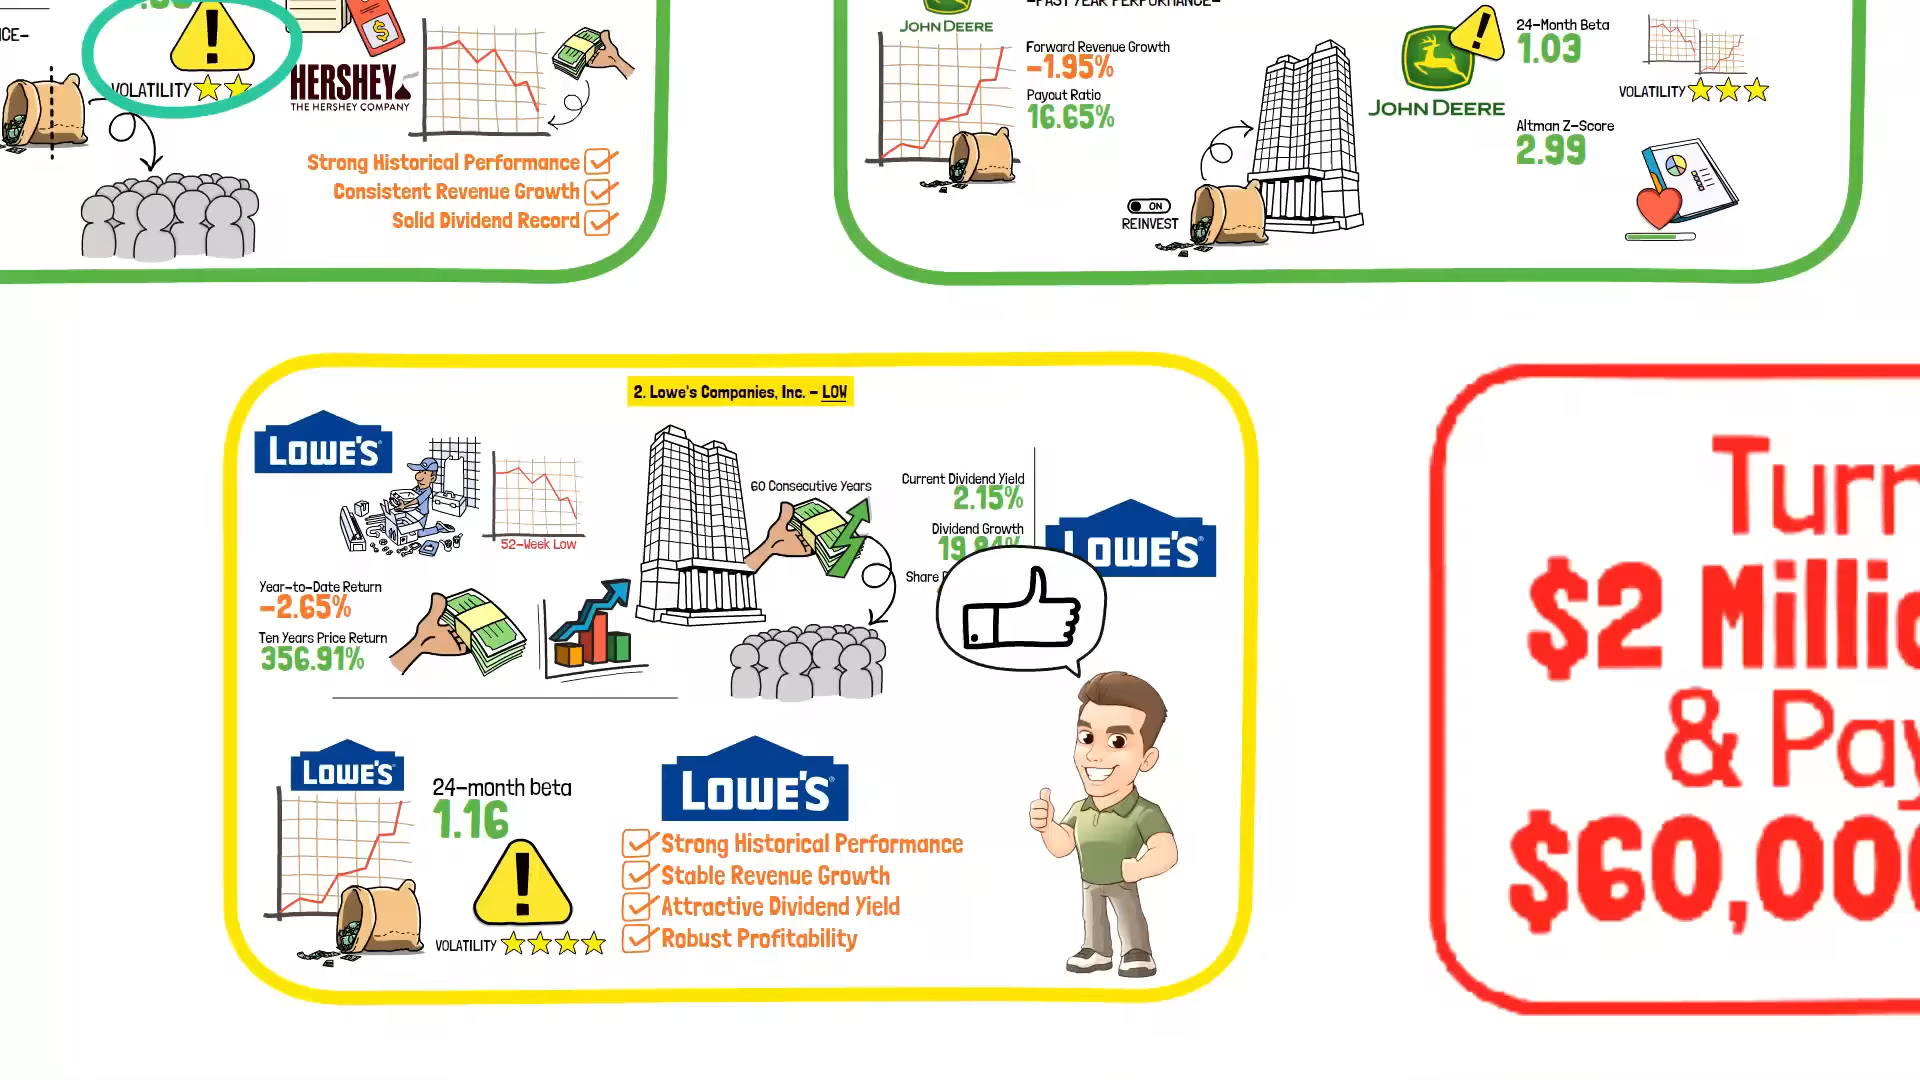 VOLATILITY
HERSHEY
THE HERSHEY COMPANY
Strong Historical Performance
Consistent Revenue Growth
Solid Dividend Record
JOHN DEERE
Forward Revenue Growth
-1.95%
Payout Ratio
16.65%
ON
REINVEST
JOHN DEERE
24-Month Beta
1.03
VOLATILITY
Altman Z-Score
2.99
2. Lowe's Companies, Inc. - LOW
LOWE'S
52-Week Low
Year-to-Date Return
-2.65%
Ten Years Price Return
356.91%
60 Consecutive Years
Current Dividend Yield
2.15%
Dividend Growth
Share
LOWE'S
LOWE'S
24-month beta
1.16
VOLATILITY
LOWE'S
Strong Historical Performance
Stable Revenue Growth
Attractive Dividend Yield
Robust Profitability
Turn
$2 Millio
& Pay
$60,000